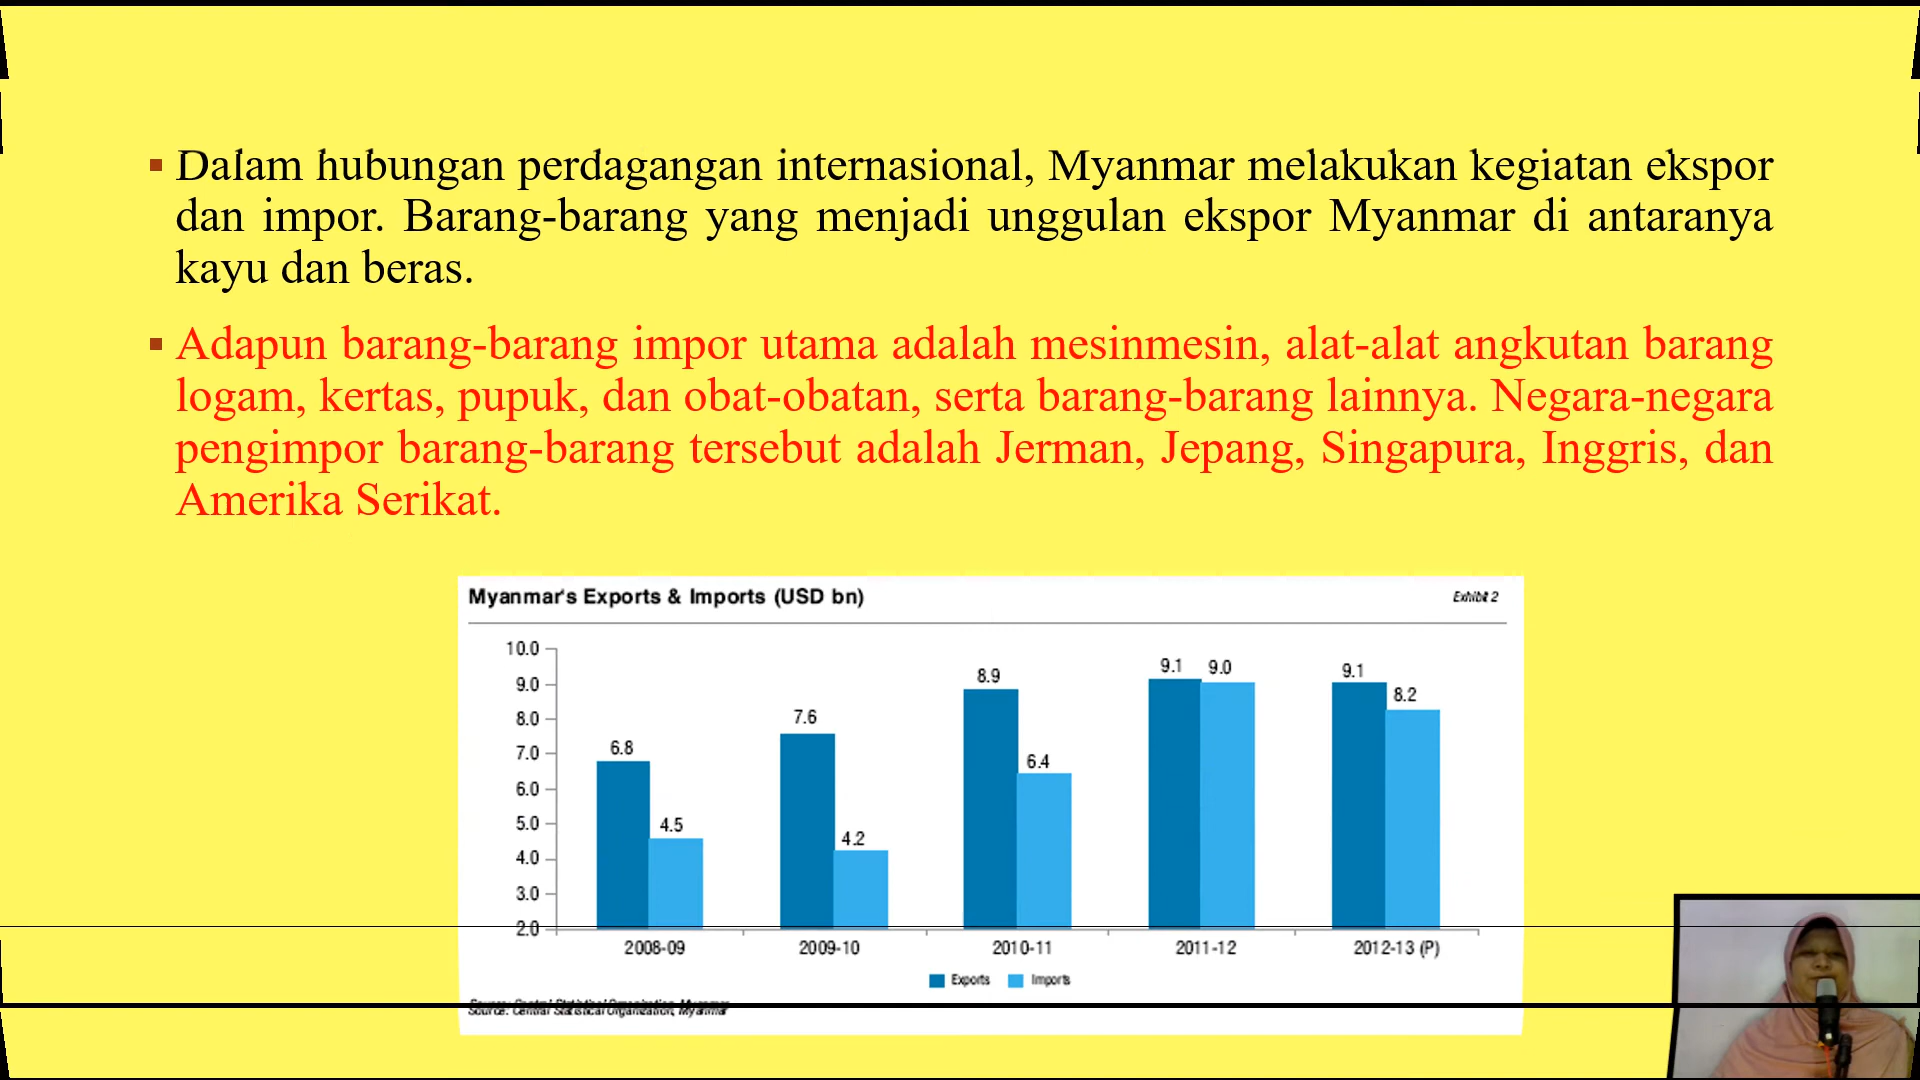 Dalam hubungan perdagangan internasional, Myanmar melakukan kegiatan ekspor
dan impor. Barang-barang yang menjadi unggulan ekspor Myanmar di antaranya
kayu dan beras.
Adapun barang-barang impor utama adalah mesinmesin, alat-alat angkutan barang
logam, kertas, pupuk, dan obat-obatan, serta barang-barang lainnya. Negara-negara
pengimpor barang-barang tersebut adalah Jerman, Jepang, Singapura, Inggris, dan
Amerika Serikat.
Myanmar's Exports & Imports (USD bn)
Exhibit 2
10.0
9.0
8.0
7.0
6.0
5.0
4.0
3.0
2.0
6.8
4.5
7.6
4.2
8.9
6.4
9.1
9.0
9.1
8.2
2008-09
2009-10
2010-11
2011-12
2012-13 (P)
Exports
Imports
Source: Central Statistical Organization, Myanmar